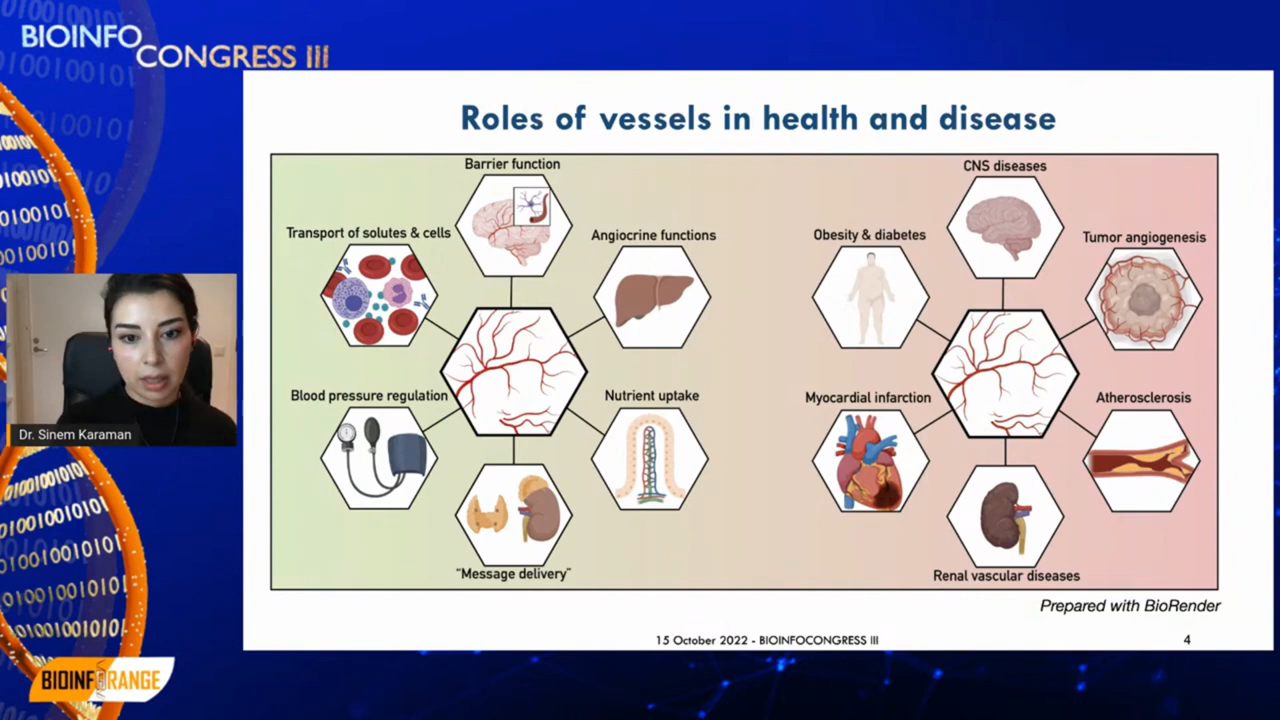 BIOINFO
CONGRESS III
Roles of vessels in health and disease
Barrier function
Transport of solutes & cells
Angiocrine functions
Blood pressure regulation
Nutrient uptake
“Message delivery”
CNS diseases
Obesity & diabetes
Tumor angiogenesis
Myocardial infarction
Atherosclerosis
Renal vascular diseases
Prepared with BioRender
15 October 2022 - BIOINFOCONGRESS III
4
Dr. Sinem Karaman
BIOINFORANGE